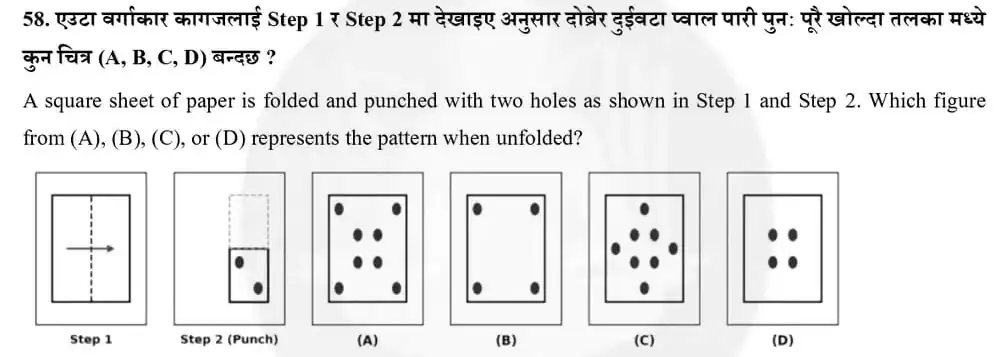 58. एउटा वर्गाकार कागजलाई Step 1 र Step 2 मा देखाइए अनुसार दोब्रेर दुईवटा प्वाल पारी पुनः पूरै खोल्दा तलका मध्ये
कुन चित्र (A, B, C, D) बन्दछ ?
A square sheet of paper is folded and punched with two holes as shown in Step 1 and Step 2. Which figure
from (A), (B), (C), or (D) represents the pattern when unfolded?
Step 1 Step 2 (Punch) (A) (B) (C) (D)